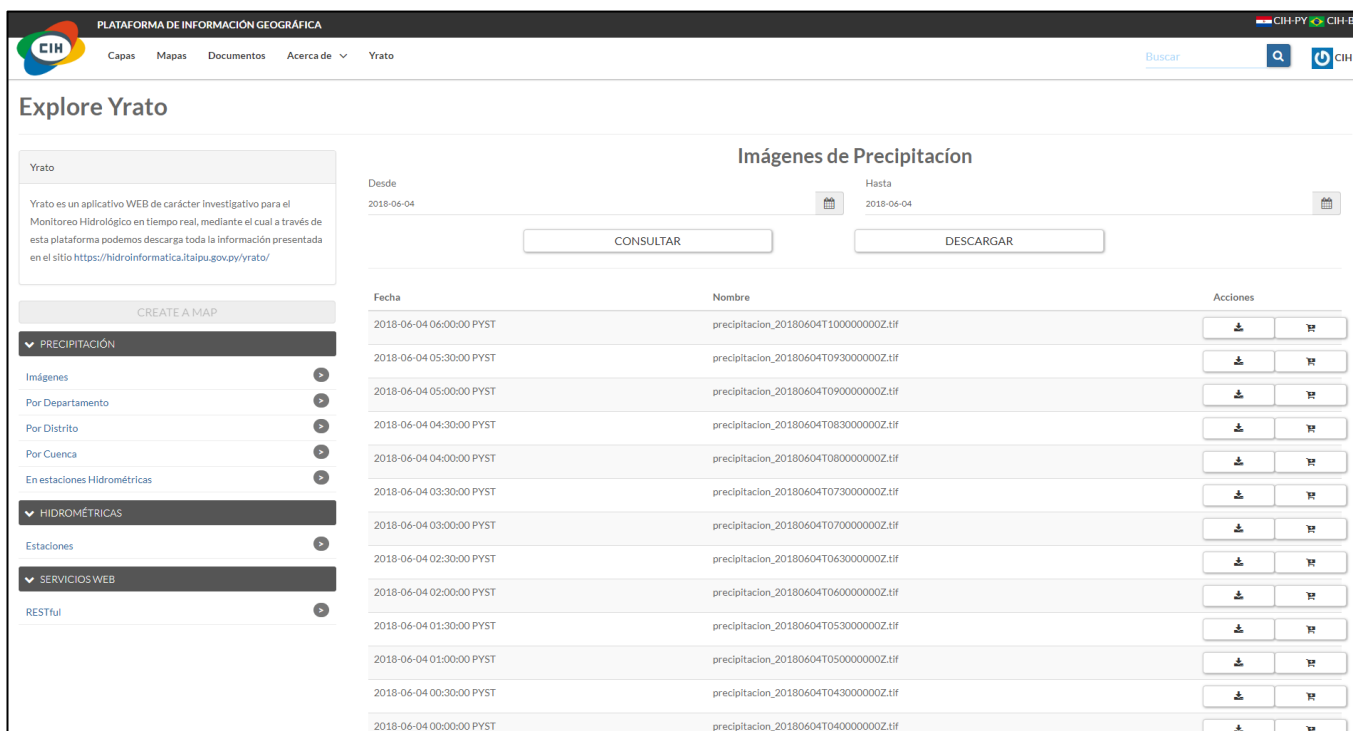 PLATAFORMA DE INFORMACIÓN GEOGRÁFICA
CIH-PY CIH-B
CIH
Capas Mapas Documentos Acerca de Yrato
Buscar
CIH
Explore Yrato
Yrato
Yrato es un aplicativo WEB de carácter investigativo para el
Monitoreo Hidrológico en tiempo real, mediante el cual a través de
esta plataforma podemos descarga toda la información presentada
en el sitio https://hidroinformatica.itaipu.gov.py/yrato/
CREATE A MAP
PRECIPITACIÓN
Imágenes
Por Departamento
Por Distrito
Por Cuenca
En estaciones Hidrométricas
HIDROMÉTRICAS
Estaciones
SERVICIOS WEB
RESTful
Imágenes de Precipitacíon
Desde
2018-06-04
Hasta
2018-06-04
CONSULTAR DESCARGAR
Fecha Nombre Acciones
2018-06-04 06:00:00 PYST precipitacion_20180604T100000000Z.tif
2018-06-04 05:30:00 PYST precipitacion_20180604T093000000Z.tif
2018-06-04 05:00:00 PYST precipitacion_20180604T090000000Z.tif
2018-06-04 04:30:00 PYST precipitacion_20180604T083000000Z.tif
2018-06-04 04:00:00 PYST precipitacion_20180604T080000000Z.tif
2018-06-04 03:30:00 PYST precipitacion_20180604T073000000Z.tif
2018-06-04 03:00:00 PYST precipitacion_20180604T070000000Z.tif
2018-06-04 02:30:00 PYST precipitacion_20180604T063000000Z.tif
2018-06-04 02:00:00 PYST precipitacion_20180604T060000000Z.tif
2018-06-04 01:30:00 PYST precipitacion_20180604T053000000Z.tif
2018-06-04 01:00:00 PYST precipitacion_20180604T050000000Z.tif
2018-06-04 00:30:00 PYST precipitacion_20180604T043000000Z.tif
2018-06-04 00:00:00 PYST precipitacion_20180604T040000000Z.tif